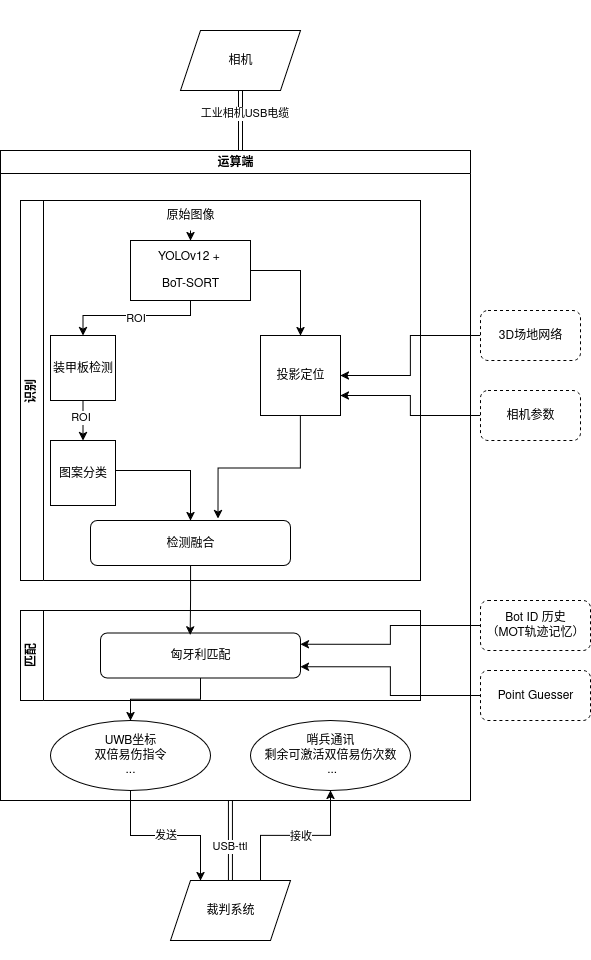 相机
工业相机USB电缆
运算端
识别
原始图像
YOLOv12 +
BoT-SORT
ROI
装甲板检测
投影定位
3D场地网络
相机参数
ROI
图案分类
检测融合
匹配
匈牙利匹配
Bot ID 历史
（MOT轨迹记忆）
Point Guesser
UWB坐标
双倍易伤指令
...
哨兵通讯
剩余可激活双倍易伤次数
...
发送
USB-ttl
接收
裁判系统